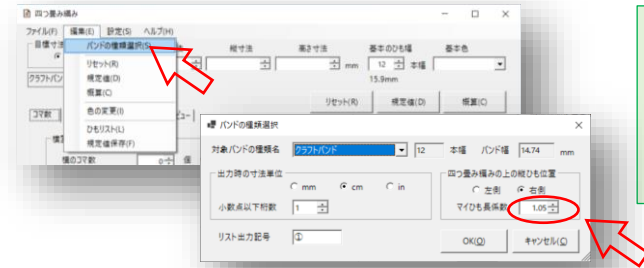 四つ畳み編み
ファイル(F) 編集(E) 設定(S) ヘルプ(H)
目標寸法 バンドの種類選択(S) 縦寸法 高さ寸法 基本のひも幅 基本色
リセット(R) mm 12 本幅
クラフトバン 規定値(D) 15.9mm
概算(C)
リセット(R) 規定値(D) 概算(C)
コマ数 色の変更(I)
ひもリスト(L)
規定値保存(F)
横のコマ数 0 個
バンドの種類選択
対象バンドの種類名 クラフトバンド 12 本幅 バンド幅 14.74 mm
出力時の寸法単位 四つ畳み編みの上の縦ひも位置
mm cm in 左側 右側
小数点以下桁数 1 マイひも長係数 1.05
リスト出力記号 ①
OK(O) キャンセル(C)